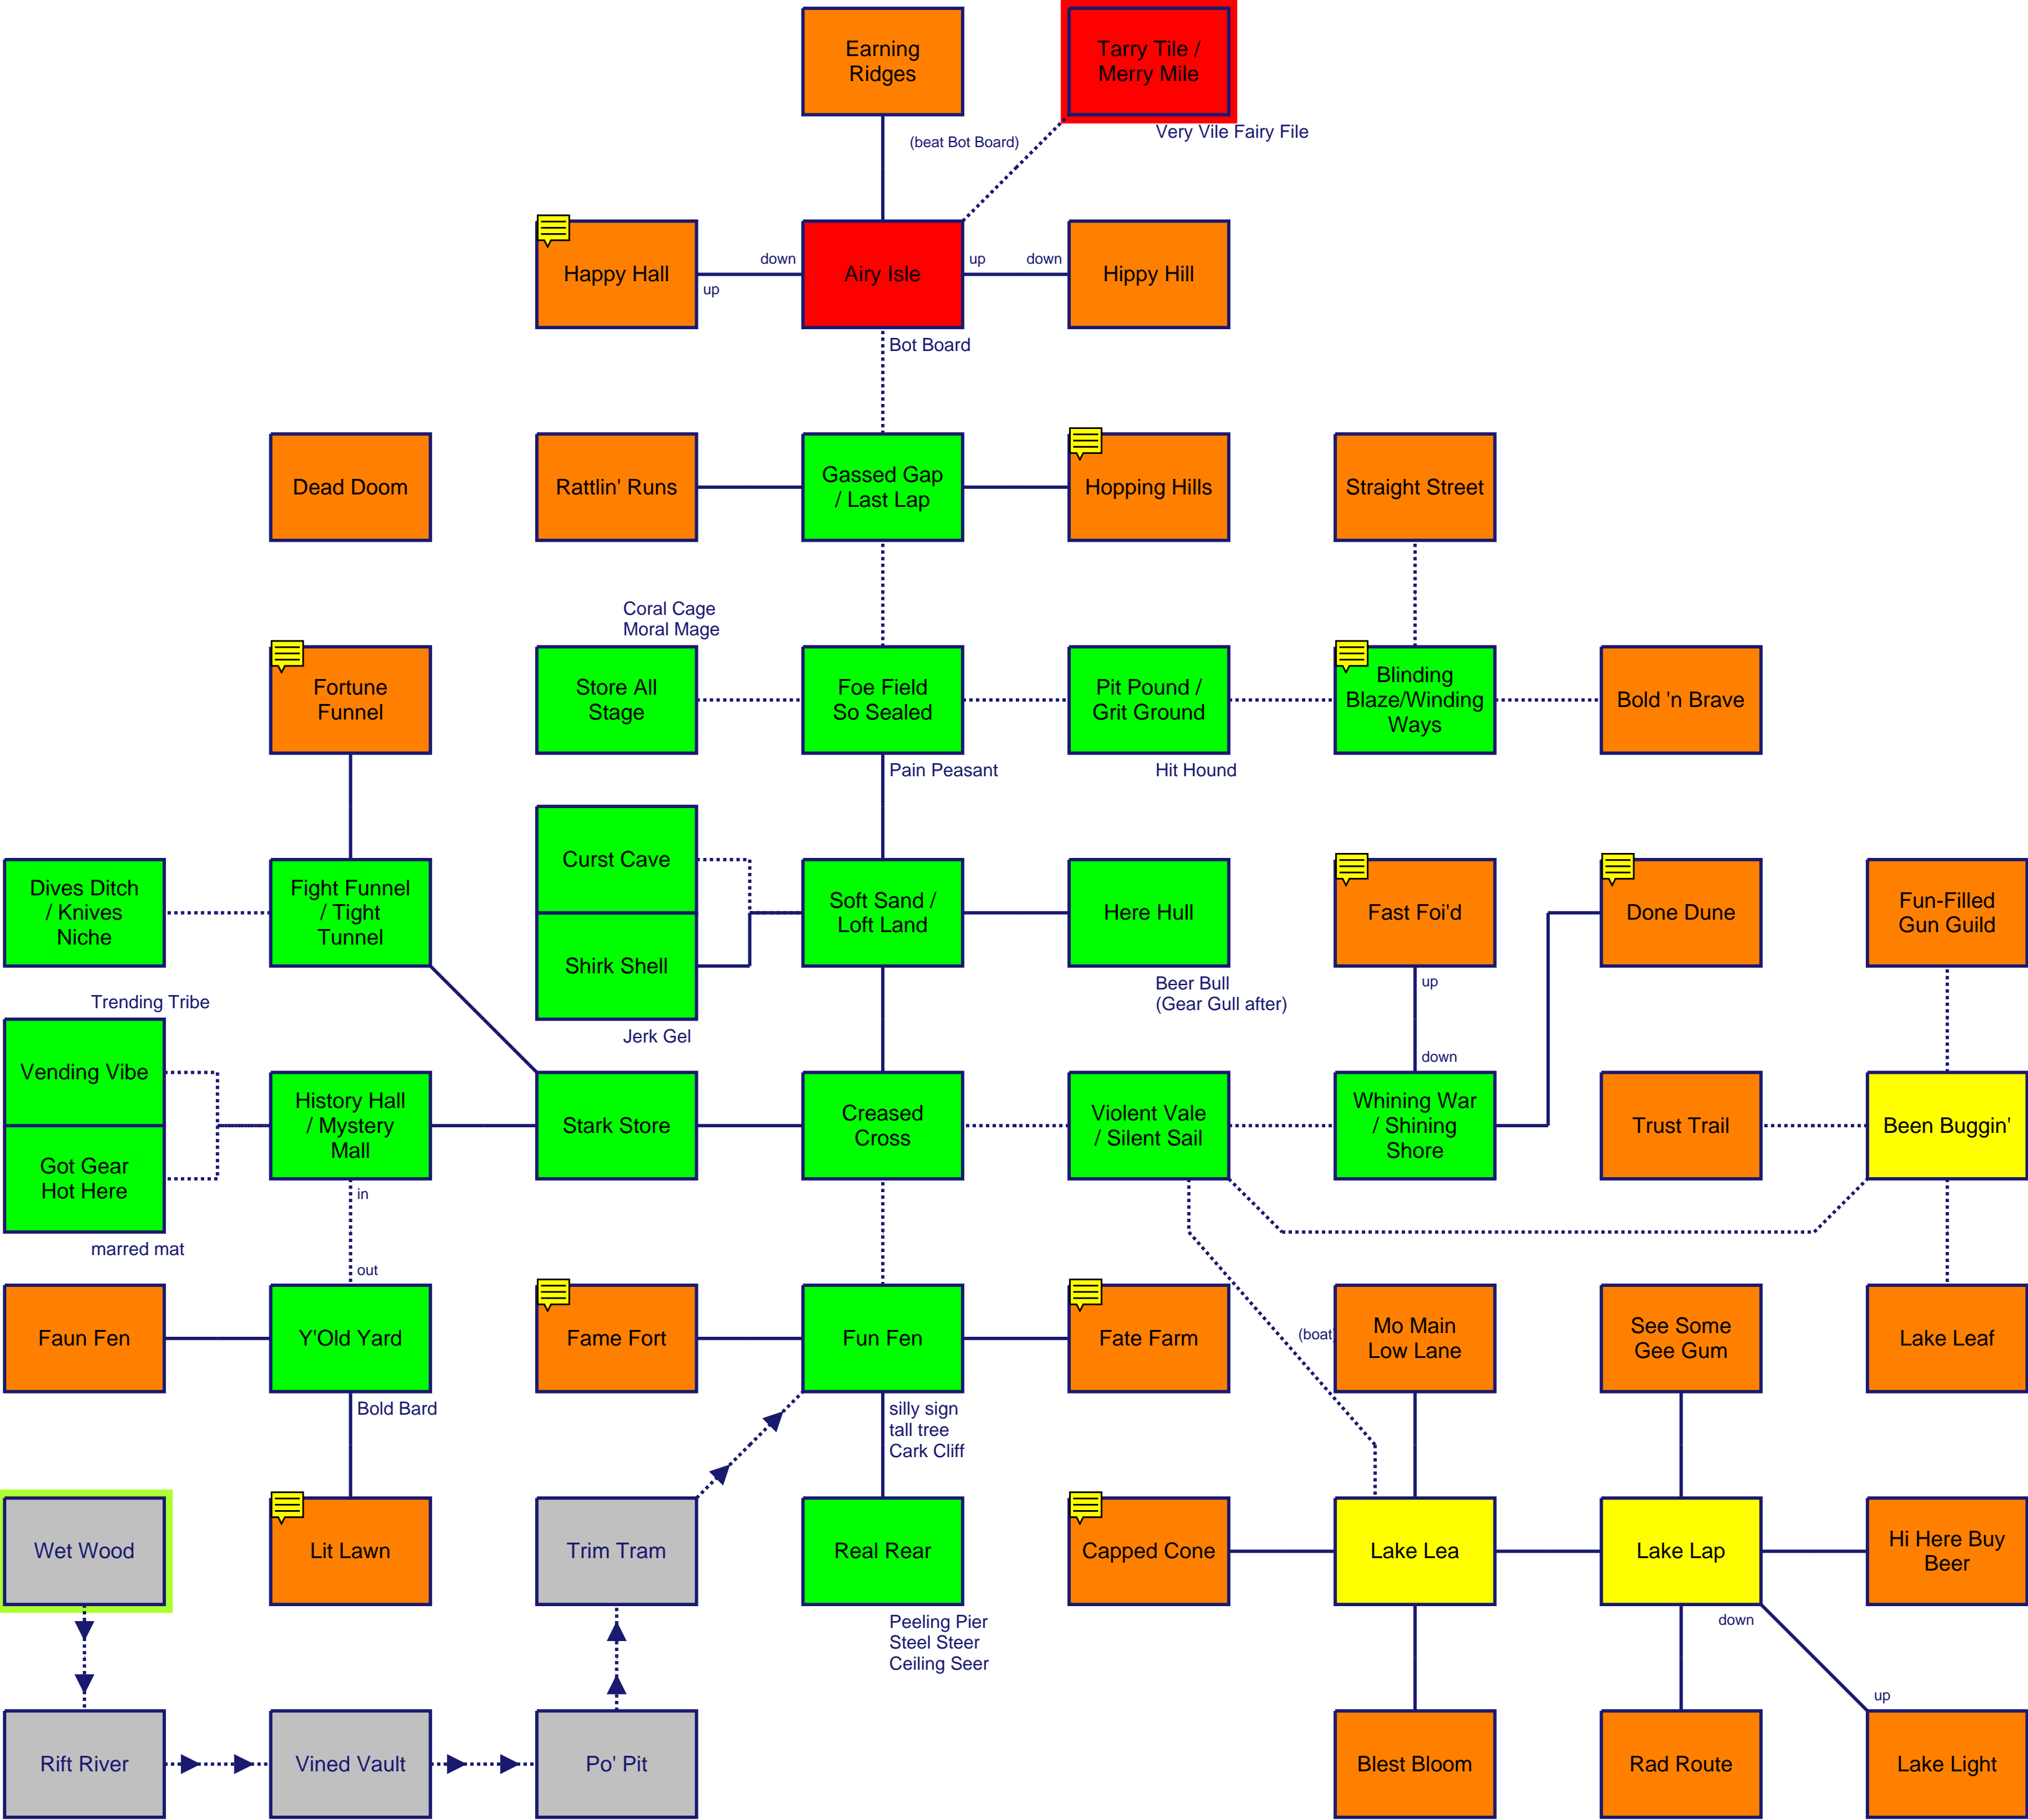 Earning
Ridges
Tarry Tile /
Merry Mile
(beat Bot Board)
Very Vile Fairy File
Happy Hall
down
up
Airy Isle
up
down
Hippy Hill
Bot Board
Dead Doom
Rattlin' Runs
Gassed Gap
/ Last Lap
Hopping Hills
Straight Street
Coral Cage
Moral Mage
Fortune
Funnel
Store All
Stage
Foe Field
So Sealed
Pit Pound /
Grit Ground
Blinding
Blaze/Winding
Ways
Bold 'n Brave
Pain Peasant
Hit Hound
Dives Ditch
/ Knives
Niche
Fight Funnel
/ Tight
Tunnel
Curst Cave
Shirk Shell
Soft Sand /
Loft Land
Here Hull
Fast Foi'd
Done Dune
Fun-Filled
Gun Guild
Trending Tribe
Jerk Gel
Beer Bull
(Gear Gull after)
up
down
Vending Vibe
Got Gear
Hot Here
History Hall
/ Mystery
Mall
Stark Store
Creased
Cross
Violent Vale
/ Silent Sail
Whining War
/ Shining
Shore
Trust Trail
Been Buggin'
in
marred mat
out
Faun Fen
Y'Old Yard
Fame Fort
Fun Fen
Fate Farm
(boat)
Mo Main
Low Lane
See Some
Gee Gum
Lake Leaf
Bold Bard
silly sign
tall tree
Cark Cliff
Wet Wood
Lit Lawn
Trim Tram
Real Rear
Capped Cone
Lake Lea
Lake Lap
Hi Here Buy
Beer
Peeling Pier
Steel Steer
Ceiling Seer
down
up
Rift River
Vined Vault
Po' Pit
Blest Bloom
Rad Route
Lake Light